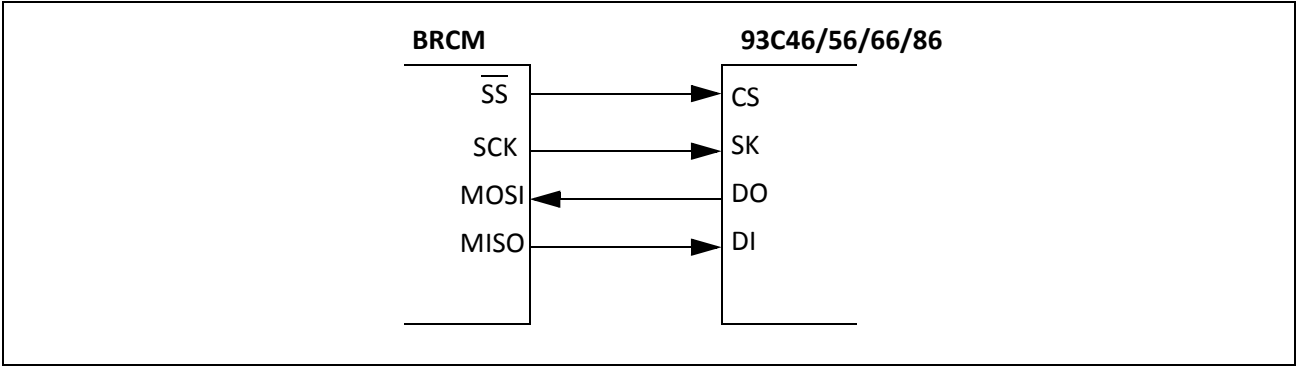 BRCM 93C46/56/66/86
SS CS
SCK SK
MOSI DO
MISO DI